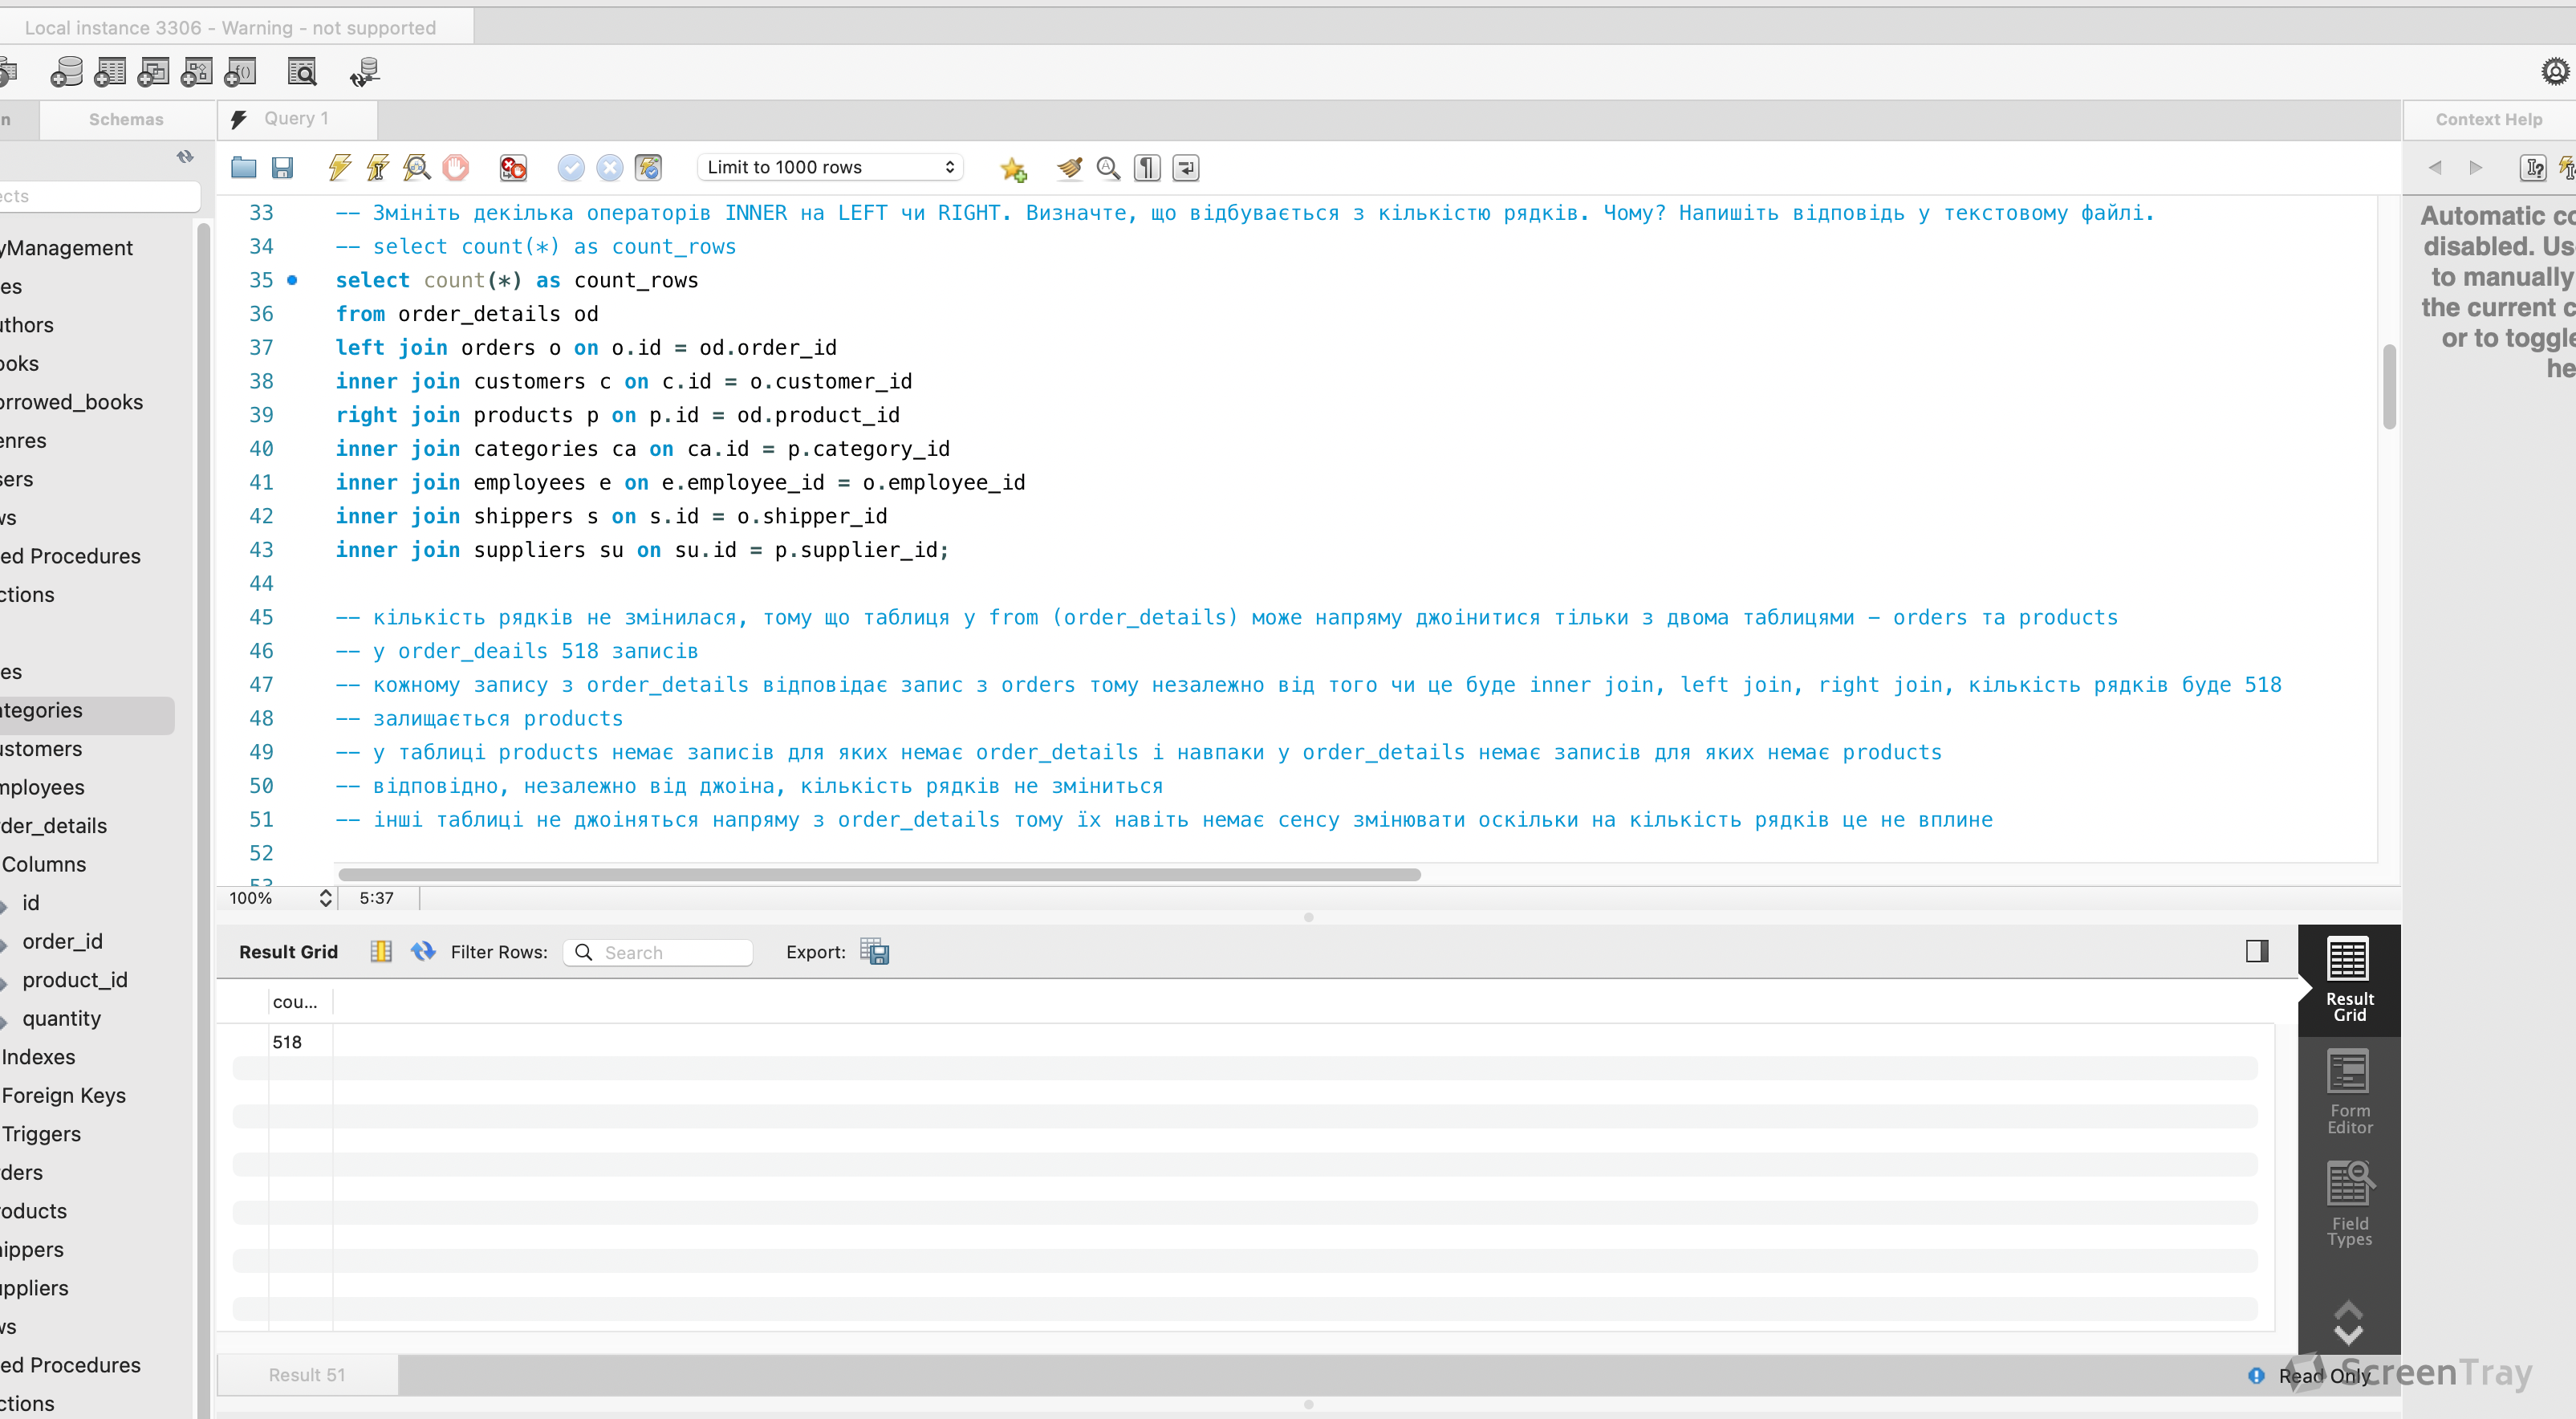 Local instance 3306 - Warning - not supported
n
Schemas
Query 1
Context Help
Limit to 1000 rows
ects
yManagement
es
uthors
ooks
orrowed_books
enres
sers
ws
ed Procedures
ctions
es
ategories
ustomers
mployees
der_details
Columns
id
order_id
product_id
quantity
Indexes
Foreign Keys
Triggers
ders
roducts
hippers
uppliers
ws
ed Procedures
ctions
33 -- Змініть декілька операторів INNER на LEFT чи RIGHT. Визначте, що відбувається з кількістю рядків. Чому? Напишіть відповідь у текстовому файлі.
34 -- select count(*) as count_rows
35 select count(*) as count_rows
36 from order_details od
37 left join orders o on o.id = od.order_id
38 inner join customers c on c.id = o.customer_id
39 right join products p on p.id = od.product_id
40 inner join categories ca on ca.id = p.category_id
41 inner join employees e on e.employee_id = o.employee_id
42 inner join shippers s on s.id = o.shipper_id
43 inner join suppliers su on su.id = p.supplier_id;
44
45 -- кількість рядків не змінилася, тому що таблиця у from (order_details) може напряму джоінитися тільки з двома таблицями - orders та products
46 -- у order_deails 518 записів
47 -- кожному запису з order_details відповідає запис з orders тому незалежно від того чи це буде inner join, left join, right join, кількість рядків буде 518
48 -- залищається products
49 -- у таблиці products немає записів для яких немає order_details і навпаки у order_details немає записів для яких немає products
50 -- відповідно, незалежно від джоіна, кількість рядків не зміниться
51 -- інші таблиці не джоіняться напряму з order_details тому їх навіть немає сенсу змінювати оскільки на кількість рядків це не вплине
52
53
100%
5:37
Automatic co
disabled. Us
to manually
the current c
or to toggle
he
Result Grid
Filter Rows:
Search
Export:
cou...
518
Result
Grid
Form
Editor
Field
Types
Result 51
Read Only
ScreenTray